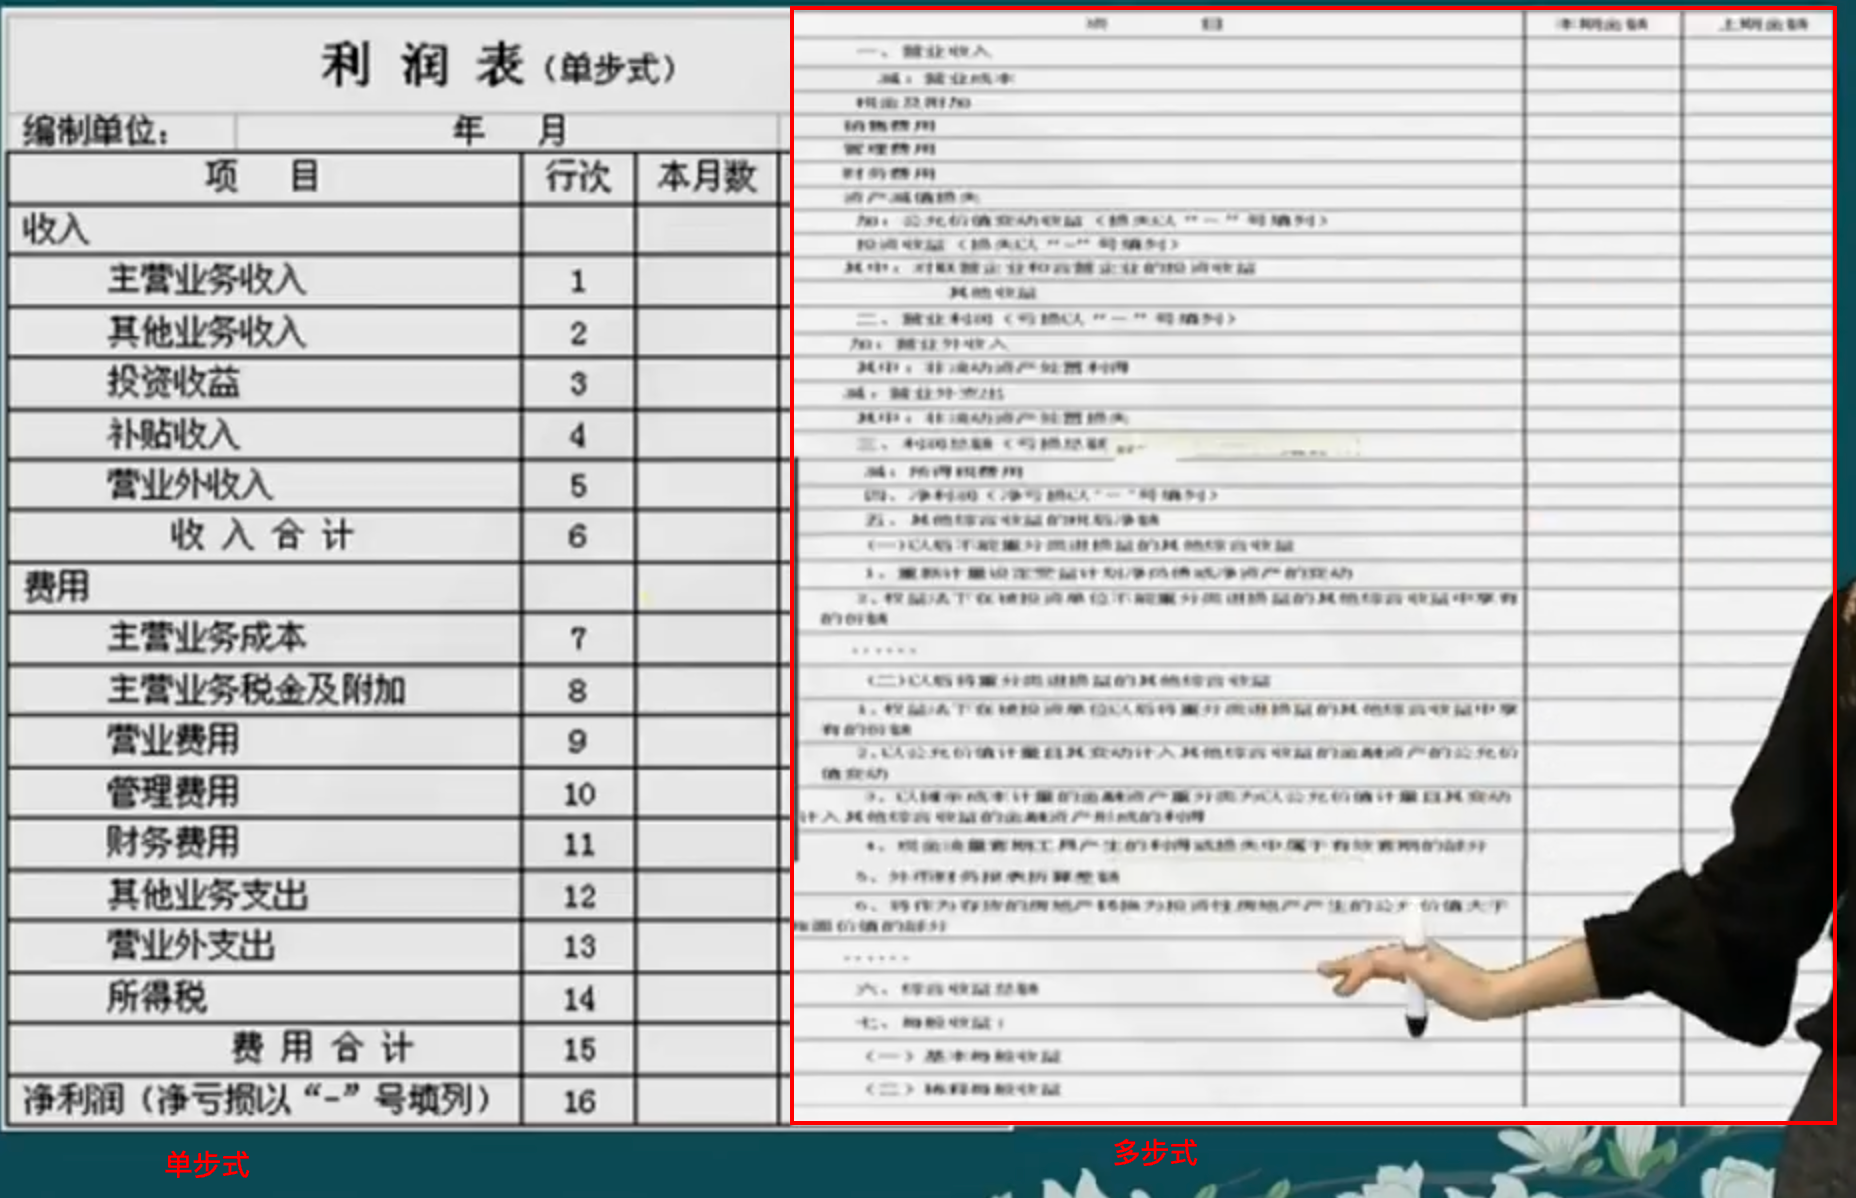 利润表（单步式）
编制单位： 年 月
项 目 行次 本月数
收入
主营业务收入 1
其他业务收入 2
投资收益 3
补贴收入 4
营业外收入 5
收入合计 6
费用
主营业务成本 7
主营业务税金及附加 8
营业费用 9
管理费用 10
财务费用 11
其他业务支出 12
营业外支出 13
所得税 14
费用合计 15
净利润（净亏损以“-”号填列） 16
单步式
项 目 本期金额 上期金额
一、营业收入
减：营业成本
税金及附加
销售费用
管理费用
财务费用
资产减值损失
加：公允价值变动收益（损失以“－”号填列）
投资收益（损失以“-”号填列）
其中：对联营企业和合营企业的投资收益
其他收益
二、营业利润（亏损以“－”号填列）
加：营业外收入
其中：非流动资产处置利得
减：营业外支出
其中：非流动资产处置损失
三、利润总额（亏损总额
减：所得税费用
四、净利润（净亏损以“－”号填列）
五、其他综合收益的税后净额
（一）以后不能重分类进损益的其他综合收益
1．重新计量设定受益计划净负债或净资产的变动
2．权益法下在被投资单位不能重分类进损益的其他综合收益中享有
的份额
......
（二）以后将重分类进损益的其他综合收益
1．权益法下在被投资单位以后将重分类进损益的其他综合收益中享
有的份额
2．以公允价值计量且其变动计入其他综合收益的金融资产的公允价
值变动
3．以摊余成本计量的金融资产重分类为以公允价值计量且其变动
计入其他综合收益的金融资产形成的利得
4．现金流量套期工具产生的利得或损失中属于有效套期的部分
5．外币财务报表折算差额
6．将作为存货的房地产转换为投资性房地产产生的公允价值大于
账面价值的部分
......
六、综合收益总额
七、每股收益：
（一）基本每股收益
（二）稀释每股收益
多步式